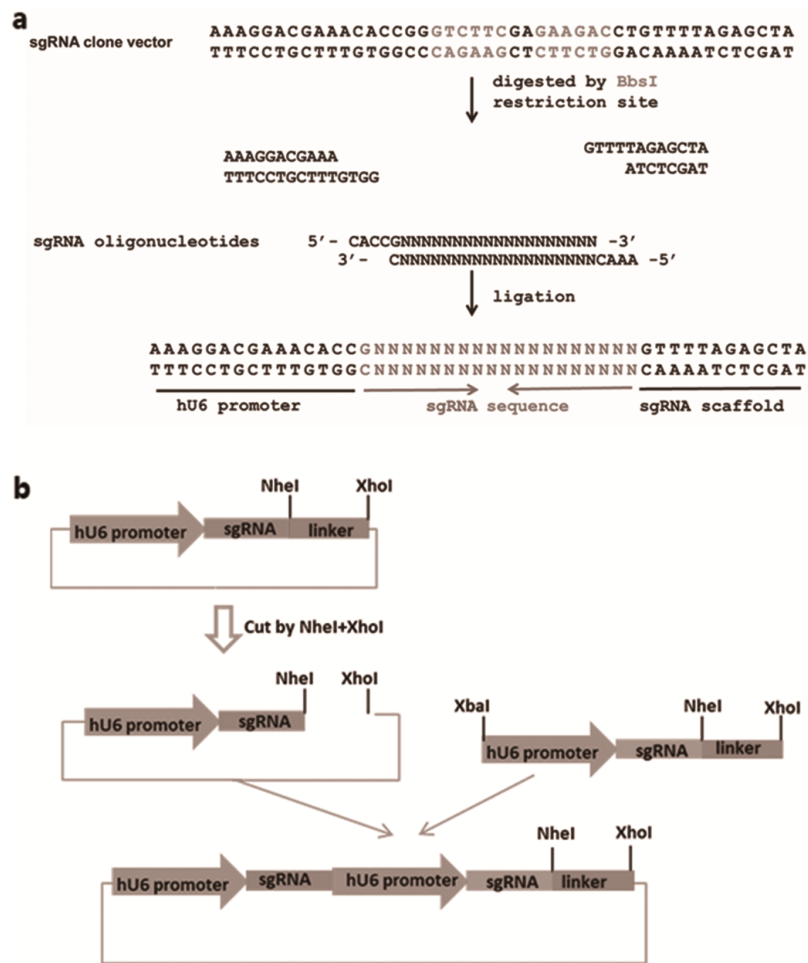 a
sgRNA clone vector
AAAGGACGAAACACCGGGTCTTCGAGAAGACCTGTTTTAGAGCTA
TTTCCTGCTTTGTGGCCCAGAAGCTCTTCTGGACAAAATCTCGAT
digested by BbsI
restriction site
AAAGGACGAAA
TTTCCTGCTTTGTGG
GTTTTAGAGCTA
ATCTCGAT
sgRNA oligonucleotides
5’- CACCGNNNNNNNNNNNNNNNNNNN -3’
3’- CNNNNNNNNNNNNNNNNNNNCAAA -5’
ligation
AAAGGACGAAACACCGNNNNNNNNNNNNNNNNNNNGTTTTAGAGCTA
TTTCCTGCTTTGTGGCNNNNNNNNNNNNNNNNNNNCAAAATCTCGAT
hU6 promoter
sgRNA sequence
sgRNA scaffold
b
NheI
XhoI
hU6 promoter
sgRNA
linker
Cut by NheI+XhoI
NheI
XhoI
hU6 promoter
sgRNA
XbaI
NheI
XhoI
hU6 promoter
sgRNA
linker
NheI
XhoI
hU6 promoter
sgRNA
hU6 promoter
sgRNA
linker